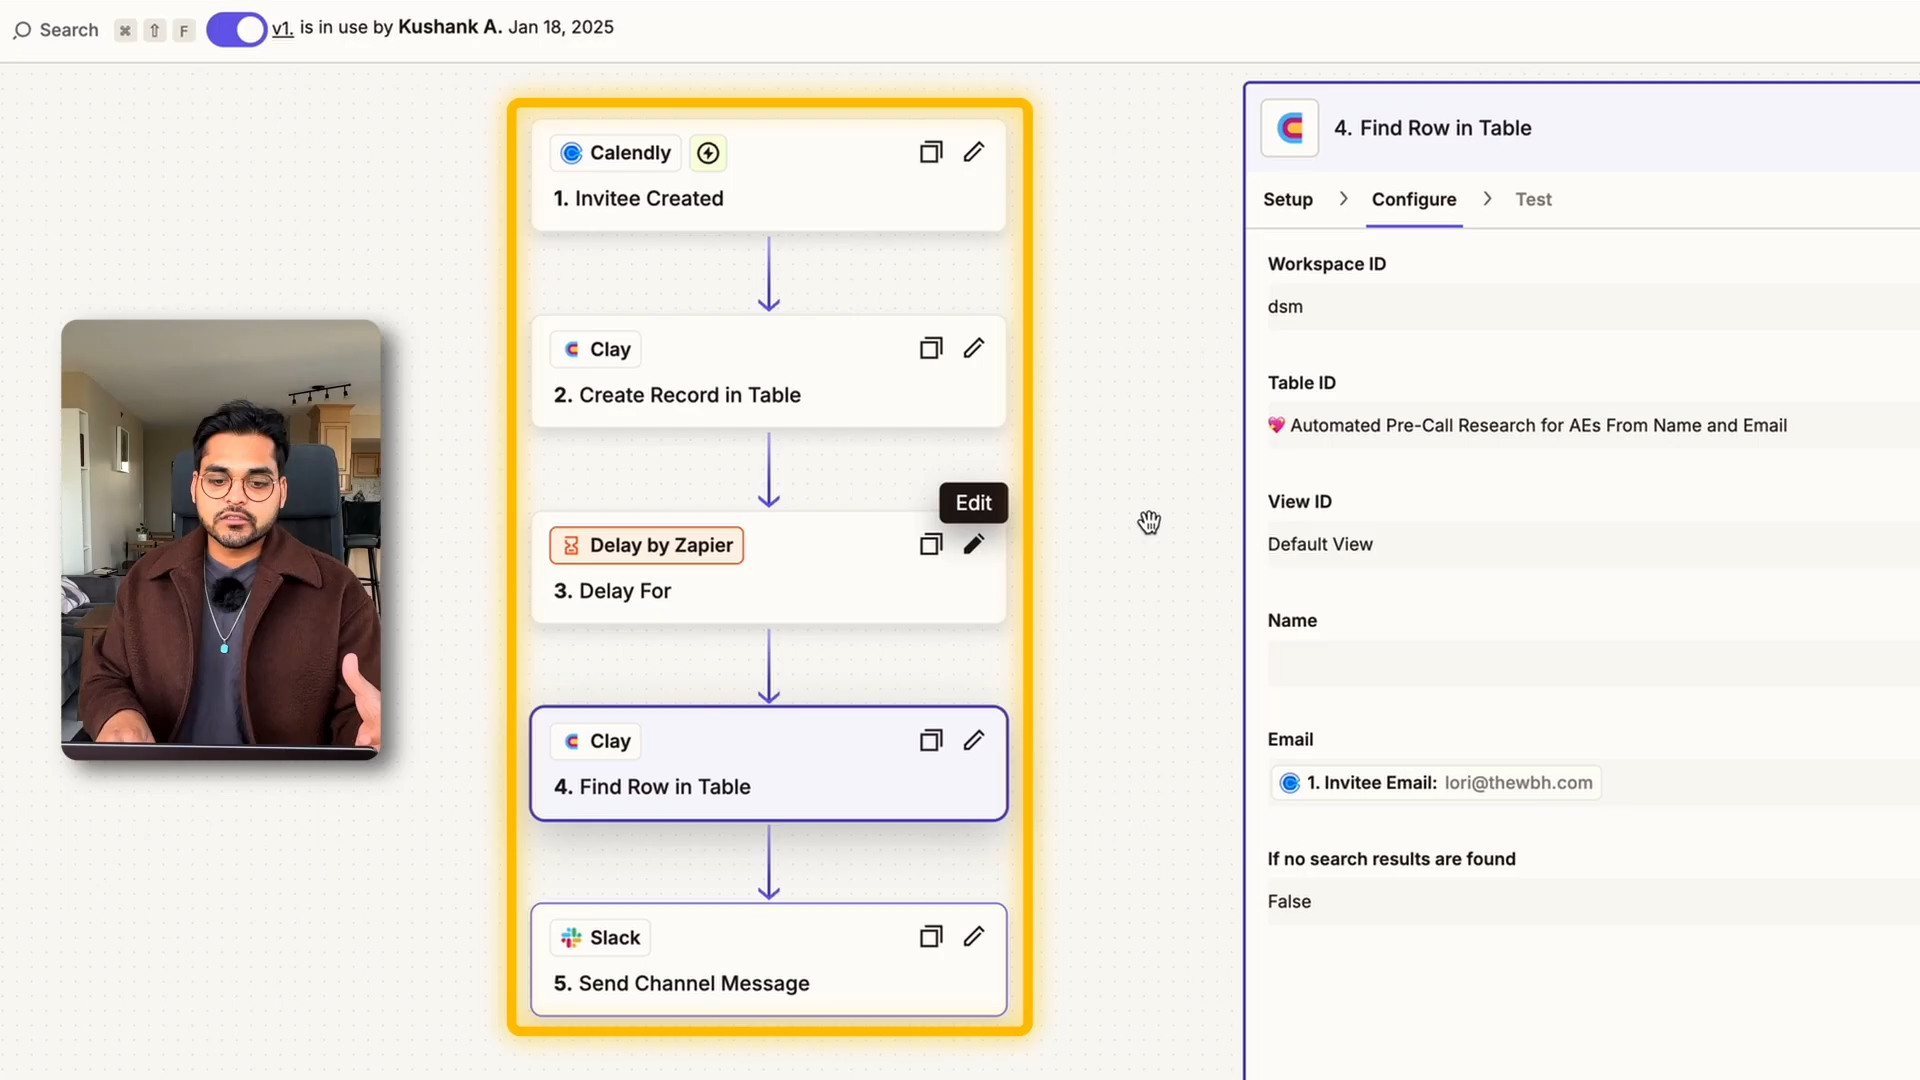 Search ⌘ ⇧ F v1. is in use by Kushank A. Jan 18, 2025
Calendly
1. Invitee Created
Clay
2. Create Record in Table
Edit
Delay by Zapier
3. Delay For
Clay
4. Find Row in Table
Slack
5. Send Channel Message
4. Find Row in Table
Setup > Configure > Test
Workspace ID
dsm
Table ID
💖 Automated Pre-Call Research for AEs From Name and Email
View ID
Default View
Name
Email
1. Invitee Email: lori@thewbh.com
If no search results are found
False